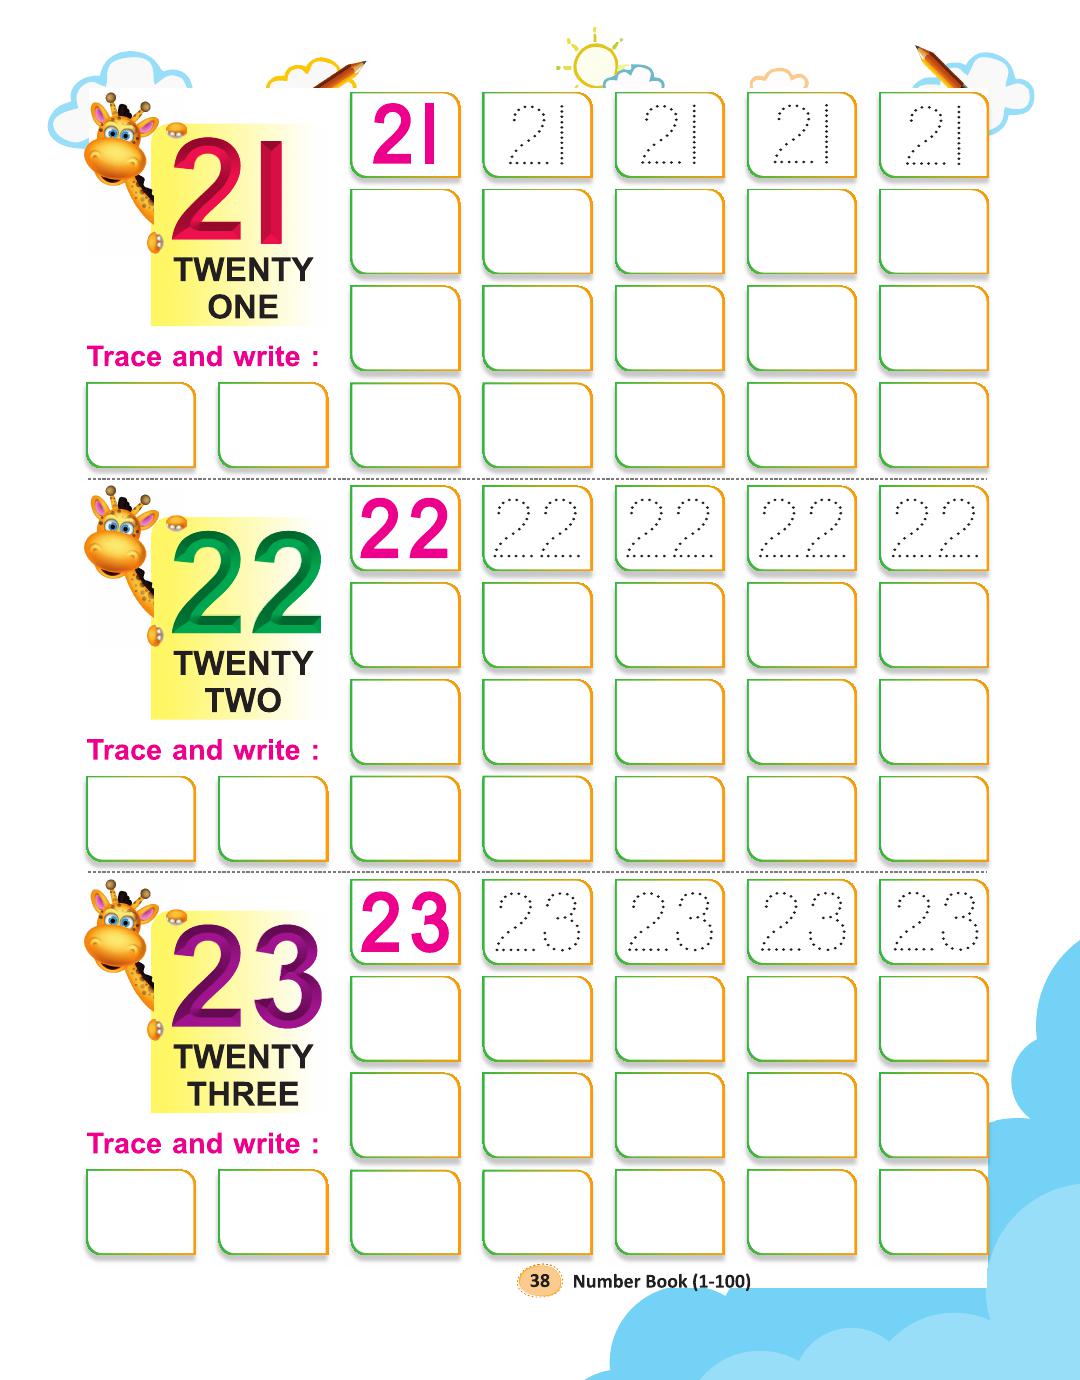 21 21 21 21 21
21
TWENTY
ONE
Trace and write :
22 22 22 22 22
22
TWENTY
TWO
Trace and write :
23 23 23 23 23
23
TWENTY
THREE
Trace and write :
38 Number Book (1-100)